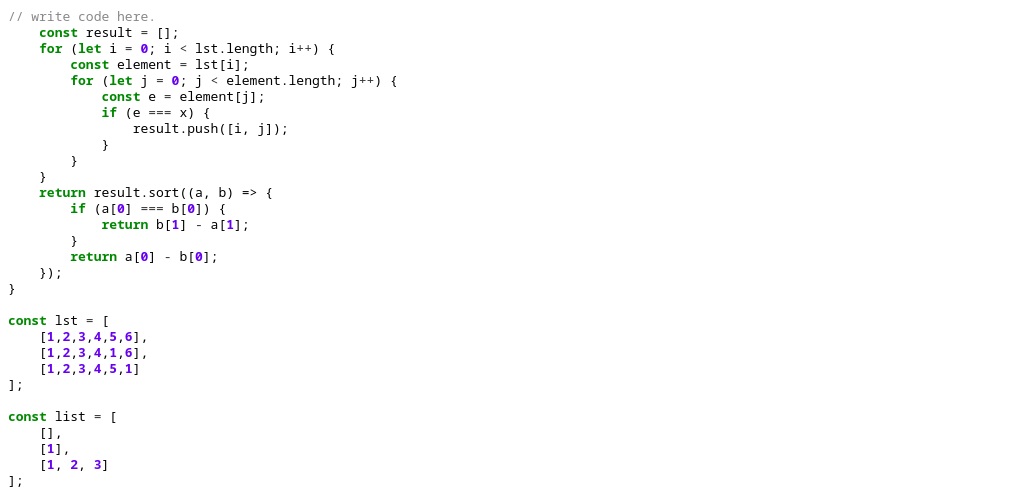 // write code here.
    const result = [];
    for (let i = 0; i < lst.length; i++) {
        const element = lst[i];
        for (let j = 0; j < element.length; j++) {
            const e = element[j];
            if (e === x) {
                result.push([i, j]);
            }
        }
    }
    return result.sort((a, b) => {
        if (a[0] === b[0]) {
            return b[1] - a[1];
        }
        return a[0] - b[0];
    });
}

const lst = [
    [1,2,3,4,5,6],
    [1,2,3,4,1,6],
    [1,2,3,4,5,1]
];

const list = [
    [],
    [1],
    [1, 2, 3]
];